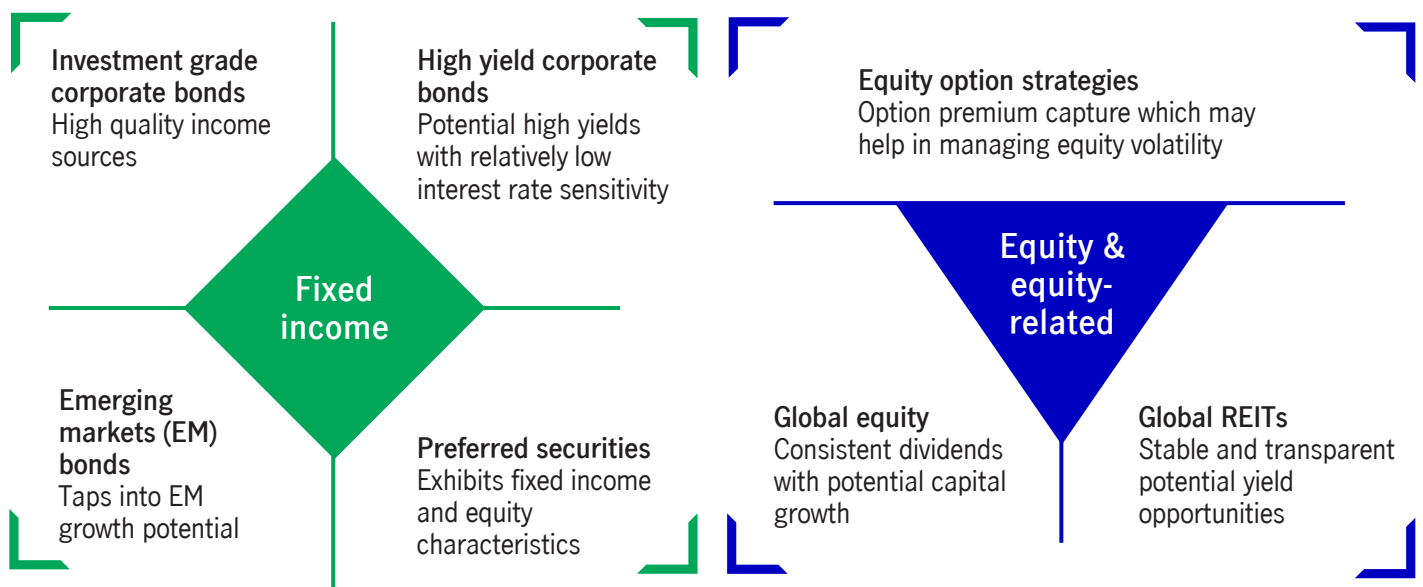 Investment grade
corporate bonds
High quality income
sources
High yield corporate
bonds
Potential high yields
with relatively low
interest rate sensitivity
Fixed
income
Emerging
markets (EM)
bonds
Taps into EM
growth potential
Preferred securities
Exhibits fixed income
and equity
characteristics
Equity option strategies
Option premium capture which may
help in managing equity volatility
Equity &
equity-
related
Global equity
Consistent dividends
with potential capital
growth
Global REITs
Stable and transparent
potential yield
opportunities